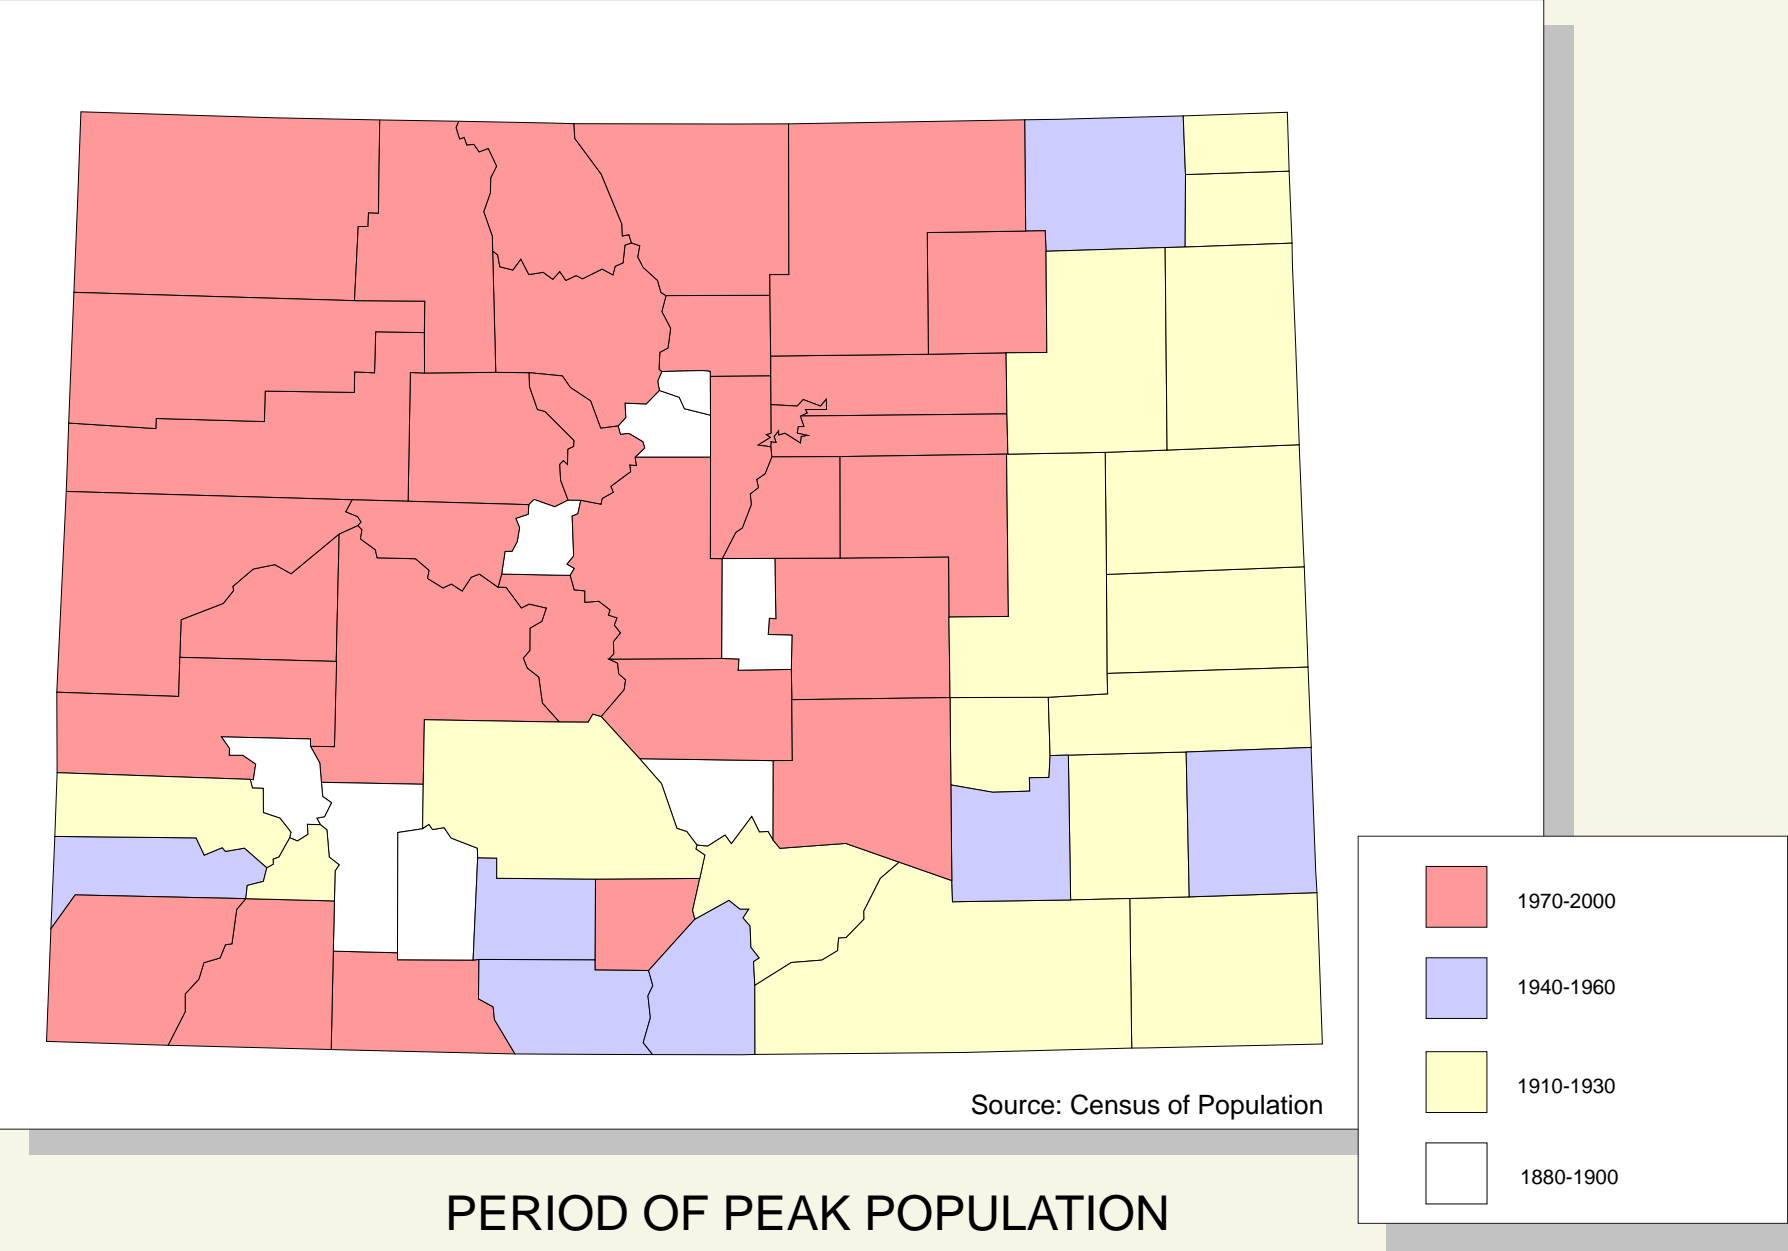 1970-2000
1940-1960
1910-1930
1880-1900
Source: Census of Population
PERIOD OF PEAK POPULATION